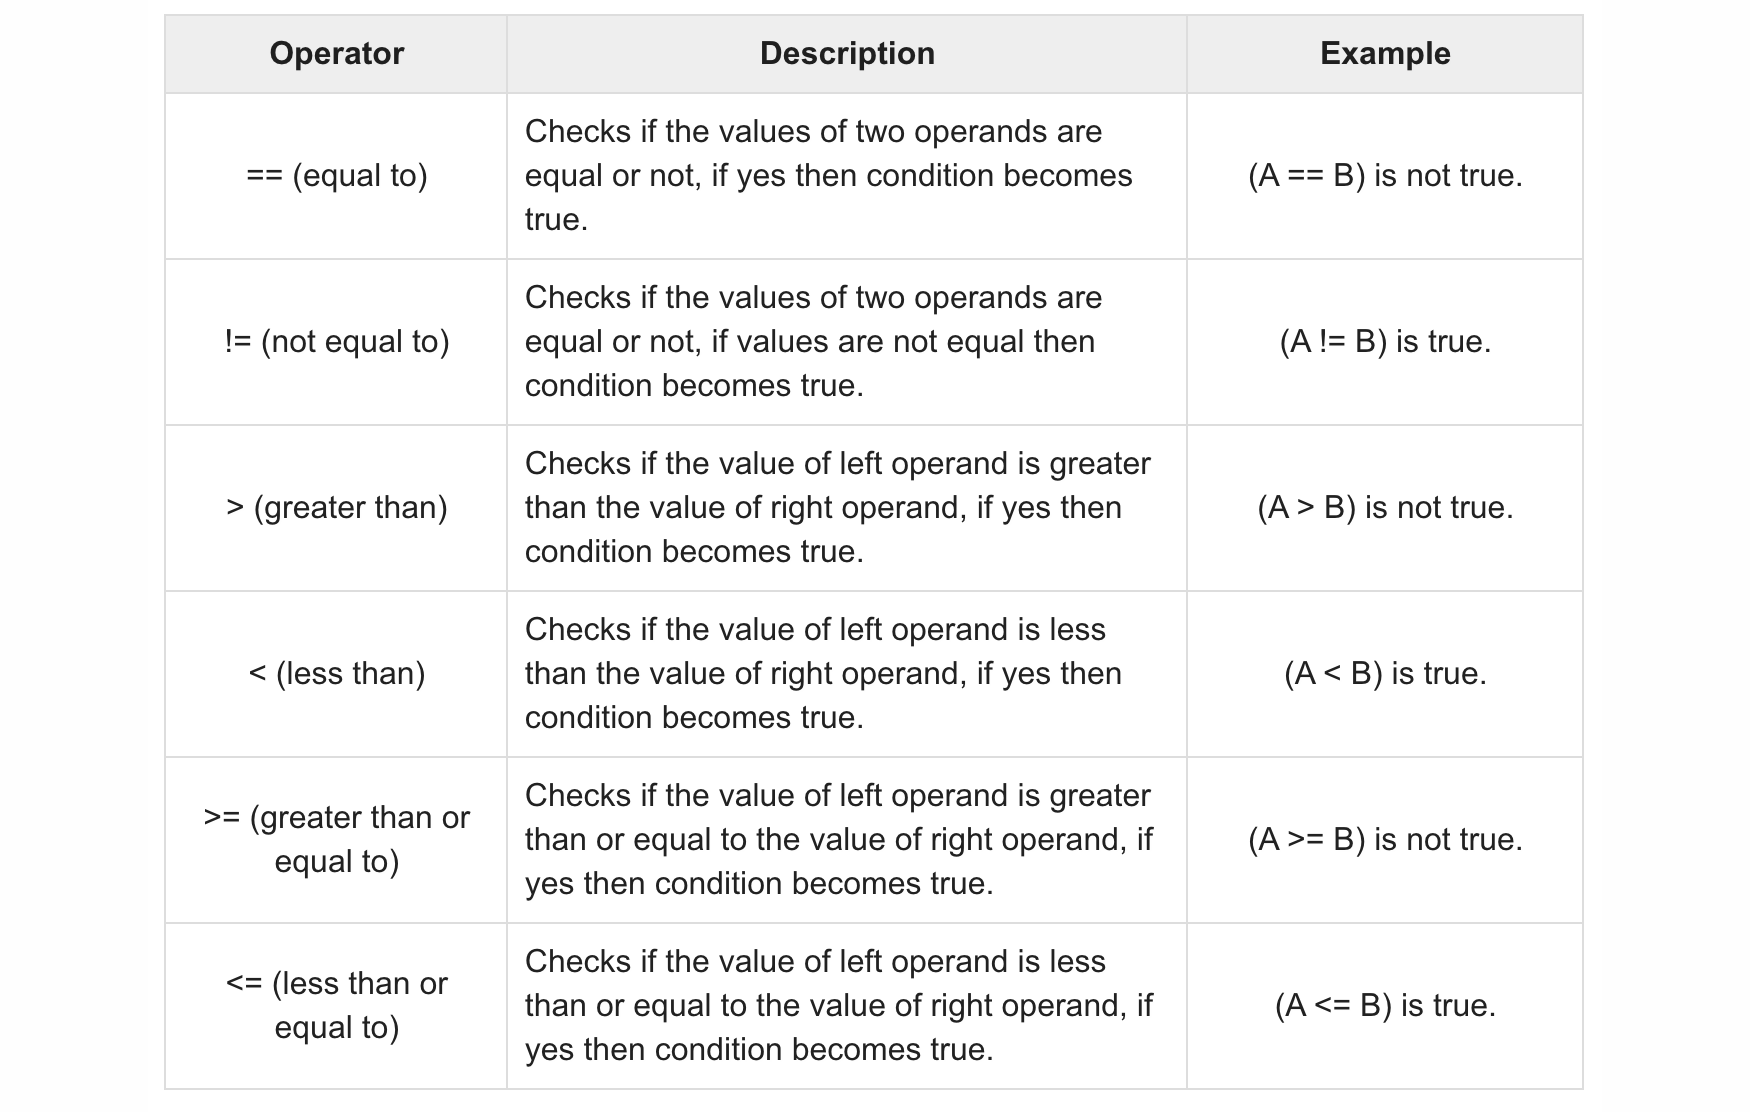 Operator Description Example
== (equal to)
Checks if the values of two operands are
equal or not, if yes then condition becomes
true.
(A == B) is not true.
!= (not equal to)
Checks if the values of two operands are
equal or not, if values are not equal then
condition becomes true.
(A != B) is true.
> (greater than)
Checks if the value of left operand is greater
than the value of right operand, if yes then
condition becomes true.
(A > B) is not true.
< (less than)
Checks if the value of left operand is less
than the value of right operand, if yes then
condition becomes true.
(A < B) is true.
>= (greater than or
equal to)
Checks if the value of left operand is greater
than or equal to the value of right operand, if
yes then condition becomes true.
(A >= B) is not true.
<= (less than or
equal to)
Checks if the value of left operand is less
than or equal to the value of right operand, if
yes then condition becomes true.
(A <= B) is true.